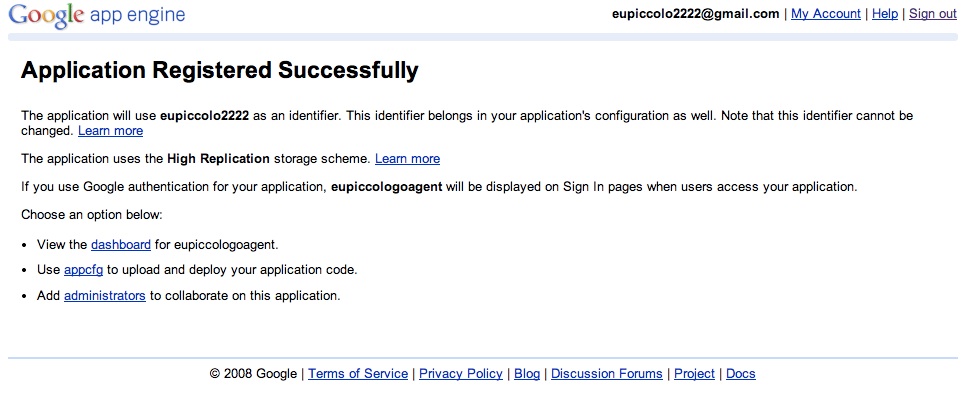 Google app engine
eupiccolo2222@gmail.com | My Account | Help | Sign out
Application Registered Successfully
The application will use eupiccolo2222 as an identifier. This identifier belongs in your application's configuration as well. Note that this identifier cannot be
changed. Learn more
The application uses the High Replication storage scheme. Learn more
If you use Google authentication for your application, eupiccologoagent will be displayed on Sign In pages when users access your application.
Choose an option below:
• View the dashboard for eupiccologoagent.
• Use appcfg to upload and deploy your application code.
• Add administrators to collaborate on this application.
© 2008 Google | Terms of Service | Privacy Policy | Blog | Discussion Forums | Project | Docs